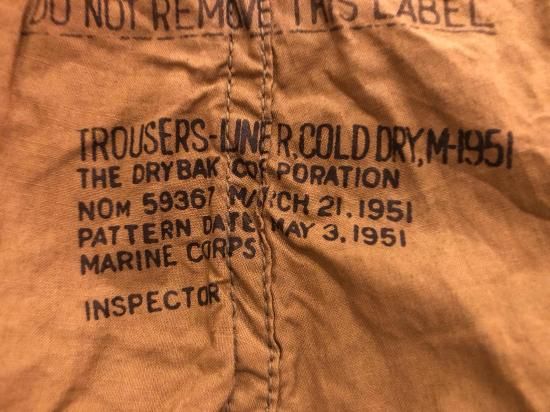 DO NOT REMOVE THIS LABEL
TROUSERS-LINER, COLD DRY, M-1951
THE DRYBAK CORPORATION
NOM 59367 MARCH 21. 1951
PATTERN DATE MAY 3. 1951
MARINE CORPS
INSPECTOR